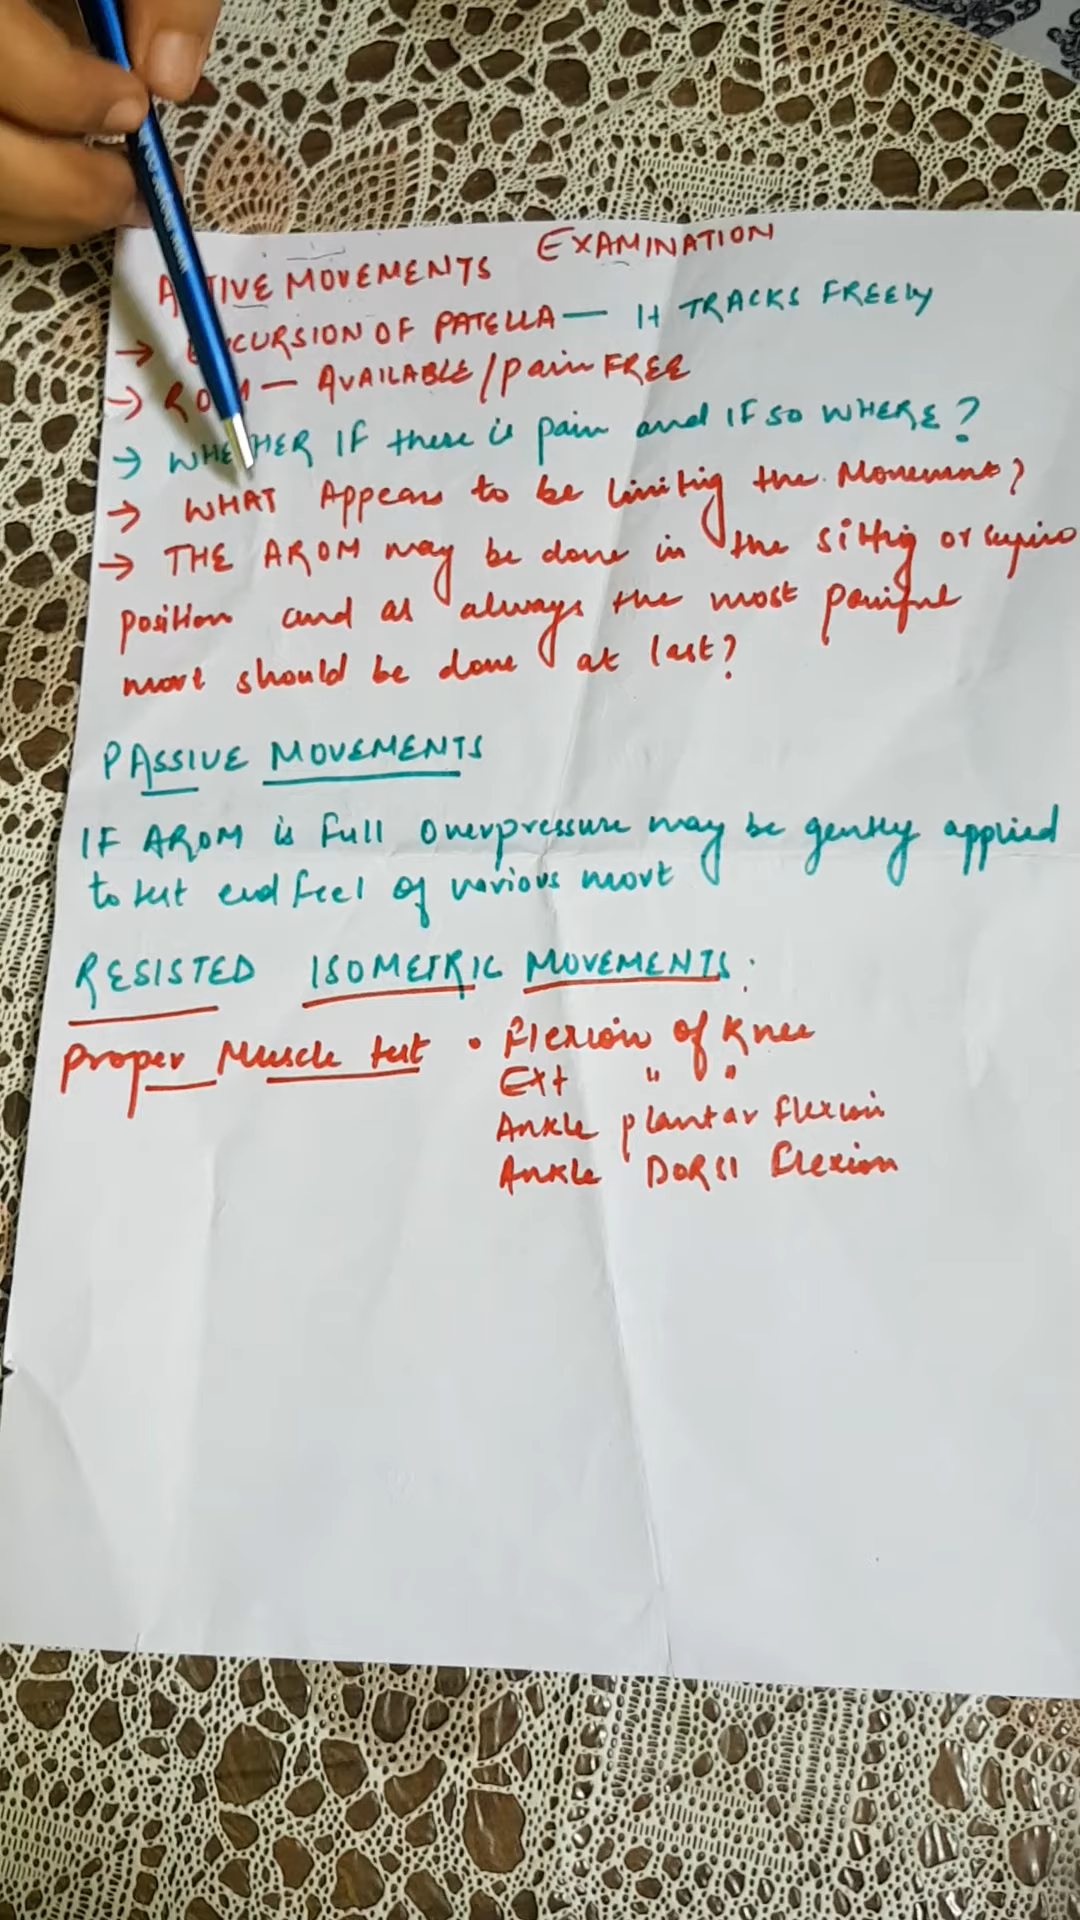 EXAMINATION
ACTIVE MOVEMENTS
→ EXCURSION OF PATELLA — It TRACKS FREELY
→ ROM — AVAILABLE/pain FREE
→ WHETHER IF there is pain and IF SO WHERE?
→ WHAT Appears to be limiting the Movement?
→ THE AROM may be done in the sitting or supine
position and as always the most painful
movt should be done at last?
PASSIVE MOVEMENTS
IF AROM is full overpressure may be gently applied
to test end feel of various movt
RESISTED ISOMETRIC MOVEMENTS:
Proper Muscle test • Flexion of Knee
Ext " "
Ankle plantar flexion
Ankle DORSI flexion